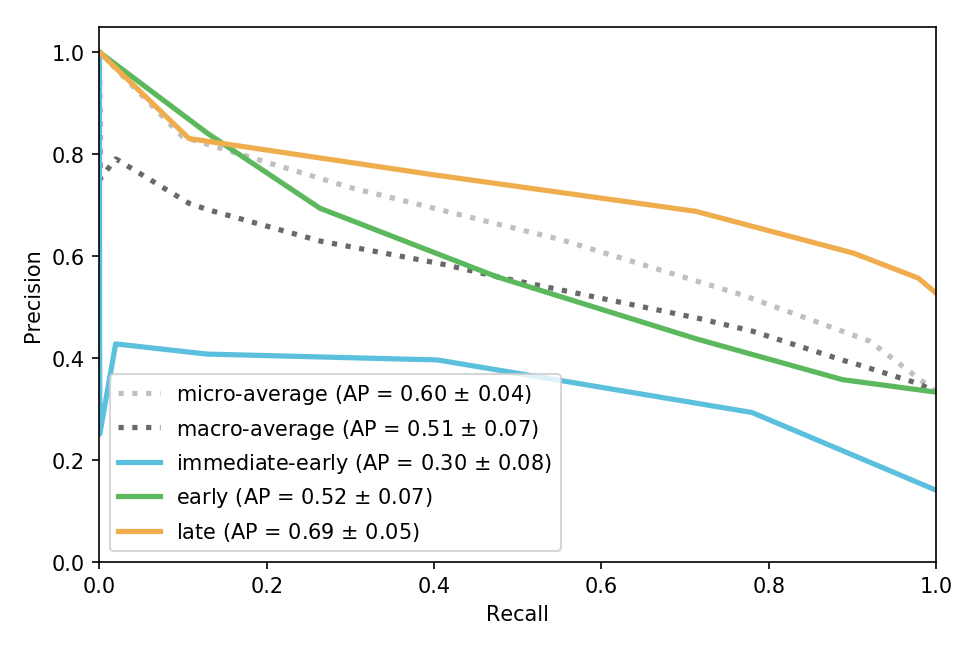 1.0
0.8
0.6
0.4
0.2
0.0
Precision
micro-average (AP = 0.60 ± 0.04)
macro-average (AP = 0.51 ± 0.07)
immediate-early (AP = 0.30 ± 0.08)
early (AP = 0.52 ± 0.07)
late (AP = 0.69 ± 0.05)
0.0 0.2 0.4 0.6 0.8 1.0
Recall